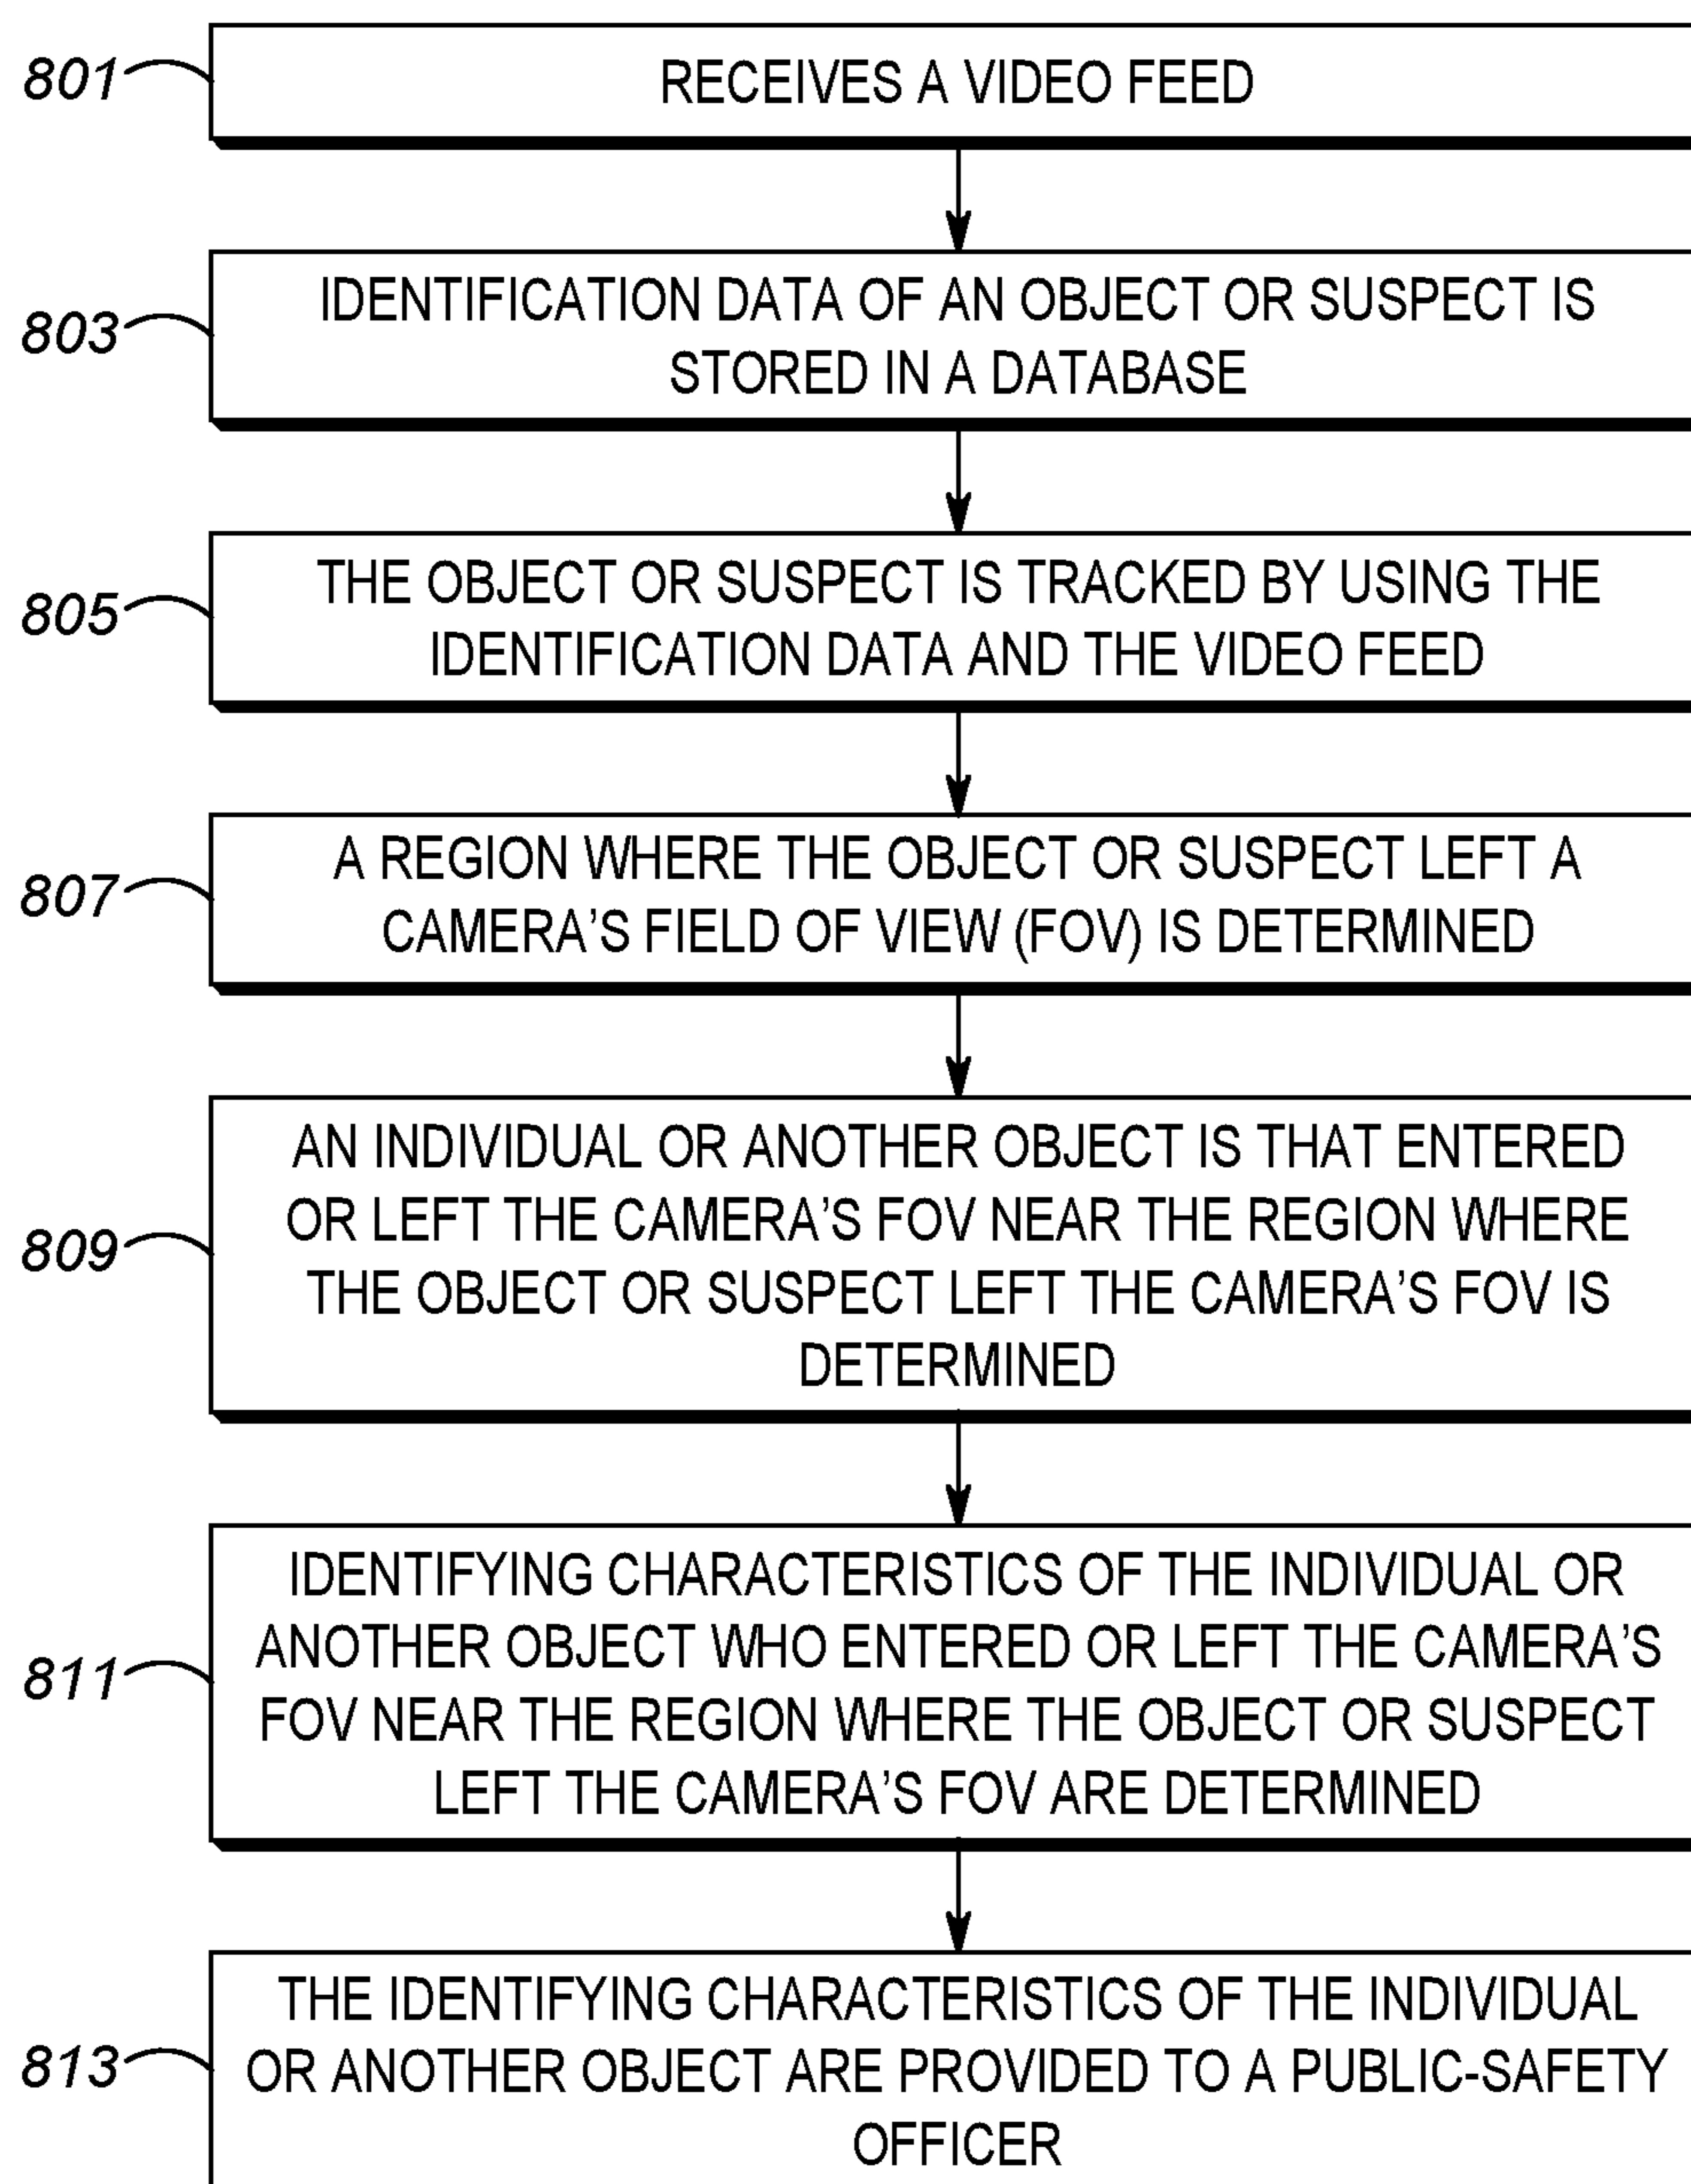 801
RECEIVES A VIDEO FEED
803
IDENTIFICATION DATA OF AN OBJECT OR SUSPECT IS
STORED IN A DATABASE
805
THE OBJECT OR SUSPECT IS TRACKED BY USING THE
IDENTIFICATION DATA AND THE VIDEO FEED
807
A REGION WHERE THE OBJECT OR SUSPECT LEFT A
CAMERA'S FIELD OF VIEW (FOV) IS DETERMINED
809
AN INDIVIDUAL OR ANOTHER OBJECT IS THAT ENTERED
OR LEFT THE CAMERA'S FOV NEAR THE REGION WHERE
THE OBJECT OR SUSPECT LEFT THE CAMERA'S FOV IS
DETERMINED
811
IDENTIFYING CHARACTERISTICS OF THE INDIVIDUAL OR
ANOTHER OBJECT WHO ENTERED OR LEFT THE CAMERA'S
FOV NEAR THE REGION WHERE THE OBJECT OR SUSPECT
LEFT THE CAMERA'S FOV ARE DETERMINED
813
THE IDENTIFYING CHARACTERISTICS OF THE INDIVIDUAL
OR ANOTHER OBJECT ARE PROVIDED TO A PUBLIC-SAFETY
OFFICER